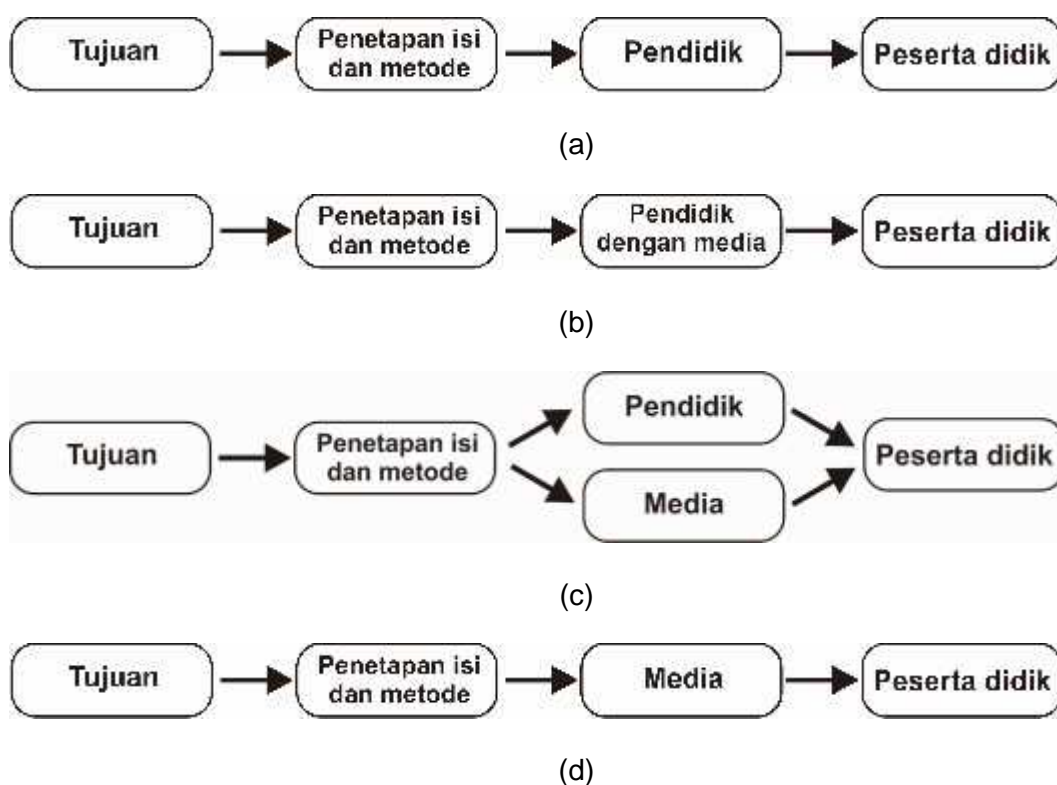 Tujuan
Penetapan isi
dan metode
Pendidik
Peserta didik
(a)
Tujuan
Penetapan isi
dan metode
Pendidik
dengan media
Peserta didik
(b)
Tujuan
Penetapan isi
dan metode
Pendidik
Media
Peserta didik
(c)
Tujuan
Penetapan isi
dan metode
Media
Peserta didik
(d)